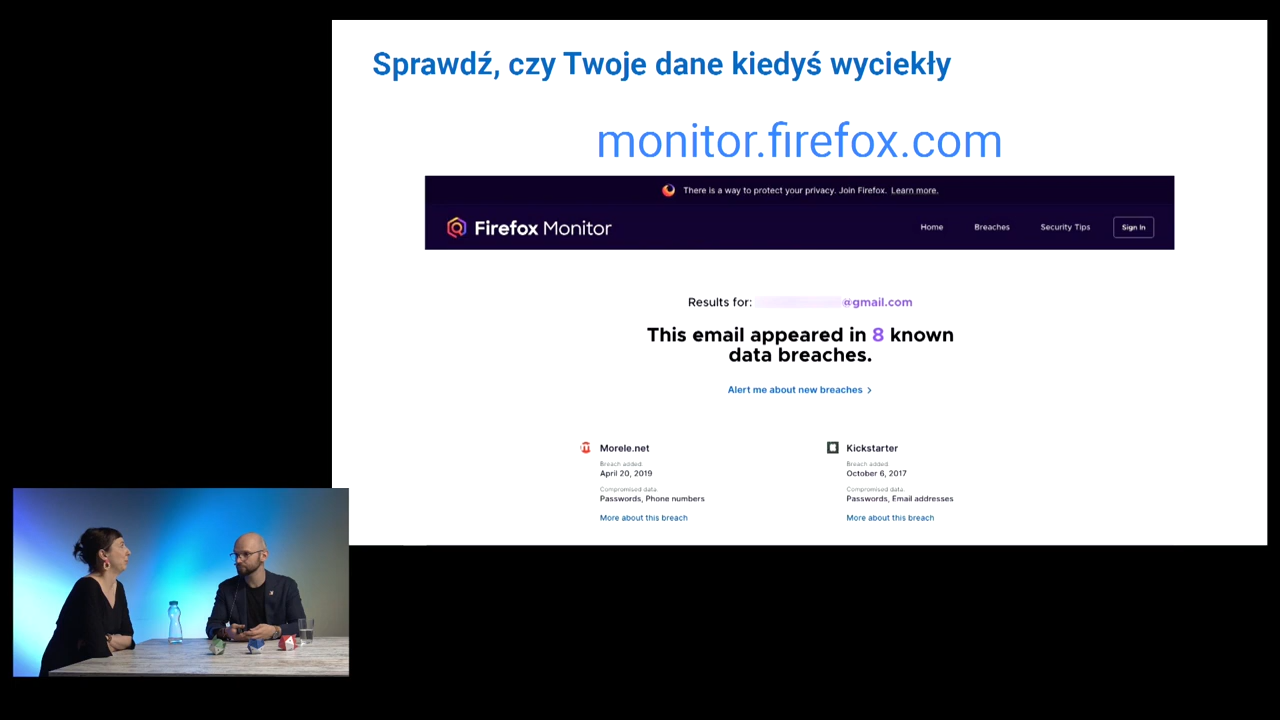 Sprawdź, czy Twoje dane kiedyś wyciekły
monitor.firefox.com
There is a way to protect your privacy. Join Firefox. Learn more.
Firefox Monitor
Home
Breaches
Security Tips
Sign In
Results for: @gmail.com
This email appeared in 8 known
data breaches.
Alert me about new breaches
Morele.net
Breach added:
April 20, 2019
Compromised data:
Passwords, Phone numbers
More about this breach
Kickstarter
Breach added:
October 6, 2017
Compromised data:
Passwords, Email addresses
More about this breach